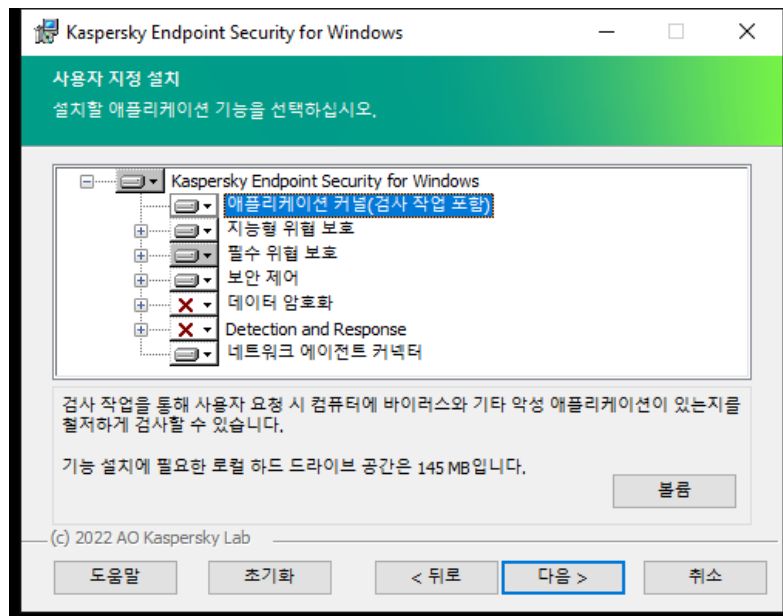 Kaspersky Endpoint Security for Windows
사용자 지정 설치
설치할 애플리케이션 기능을 선택하십시오.
Kaspersky Endpoint Security for Windows
애플리케이션 커널(검사 작업 포함)
지능형 위협 보호
필수 위협 보호
보안 제어
데이터 암호화
Detection and Response
네트워크 에이전트 커넥터
검사 작업을 통해 사용자 요청 시 컴퓨터에 바이러스와 기타 악성 애플리케이션이 있는지를
철저하게 검사할 수 있습니다.
기능 설치에 필요한 로컬 하드 드라이브 공간은 145 MB입니다.
볼륨
(c) 2022 AO Kaspersky Lab
도움말
초기화
< 뒤로
다음 >
취소